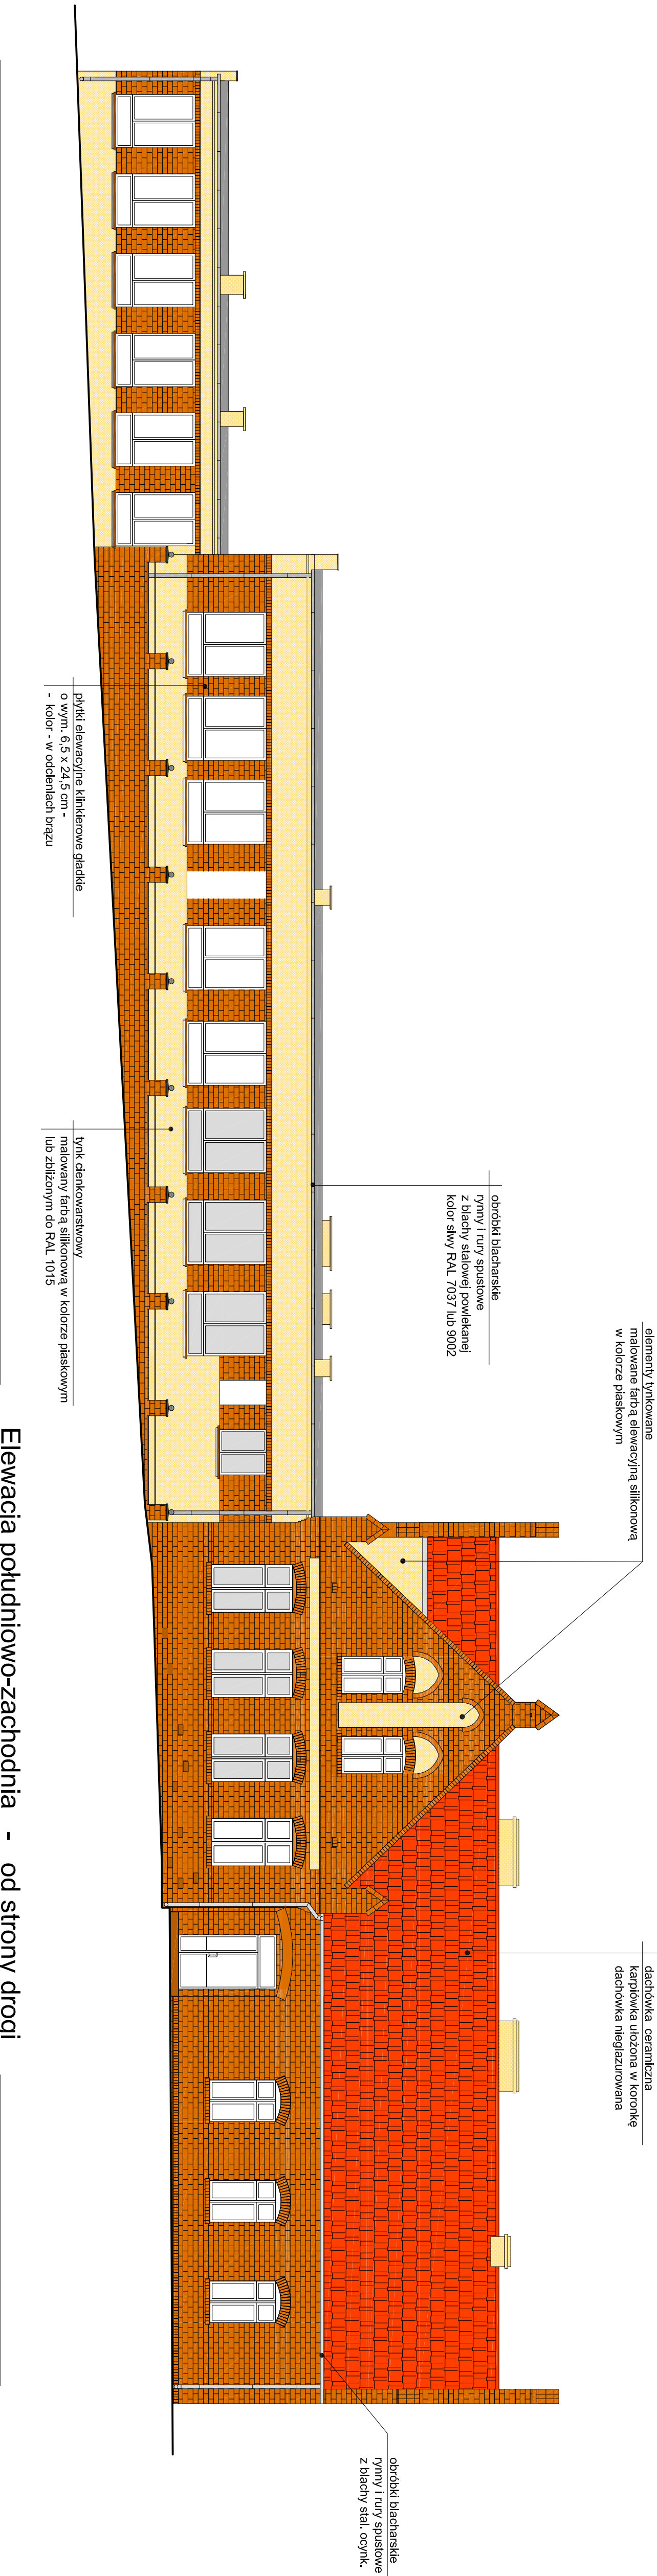 elementy tynkowane
malowane farbą elewacyjną silikonową
w kolorze piaskowym
dachówka ceramiczna
karpiówka ułożona w koronkę
dachówka nieglazurowana
obróbki blacharskie
rynny i rury spustowe
z blachy stalowej powlekanej
kolor siwy RAL 7037 lub 9002
obróbki blacharskie
rynny i rury spustowe
z blachy stal. ocynk.
płytki elewacyjne klinkierowe gładkie
o wym. 6,5 x 24,5 cm -
- kolor - w odcieniach brązu
tynk cienkowarstwowy
malowany farbą silikonową w kolorze piaskowym
lub zbliżonym do RAL 1015
Elewacja południowo-zachodnia - od strony drogi